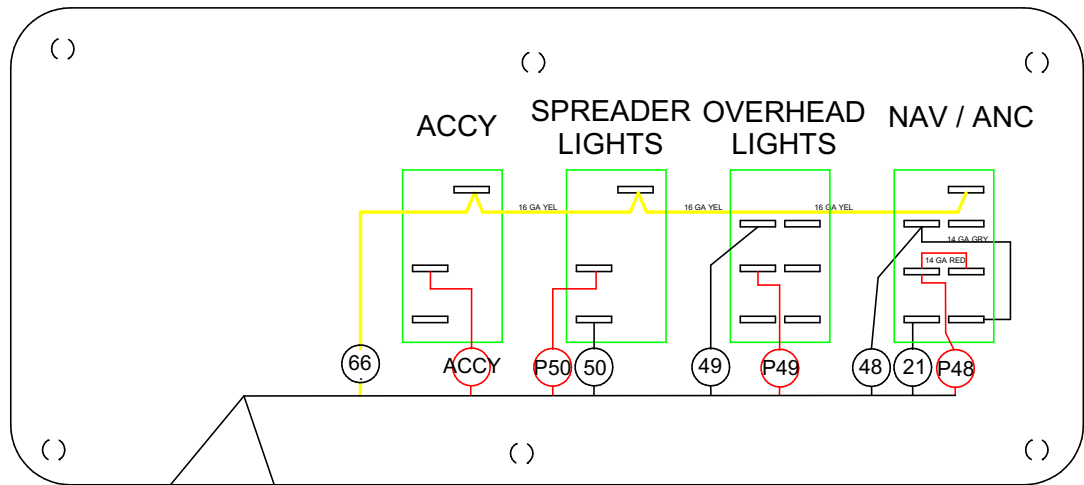 ACCY
SPREADER
LIGHTS
OVERHEAD
LIGHTS
NAV / ANC
16 GA YEL
16 GA YEL
16 GA YEL
14 GA GRY
14 GA RED
66
ACCY
P50
50
49
P49
48
21
P48